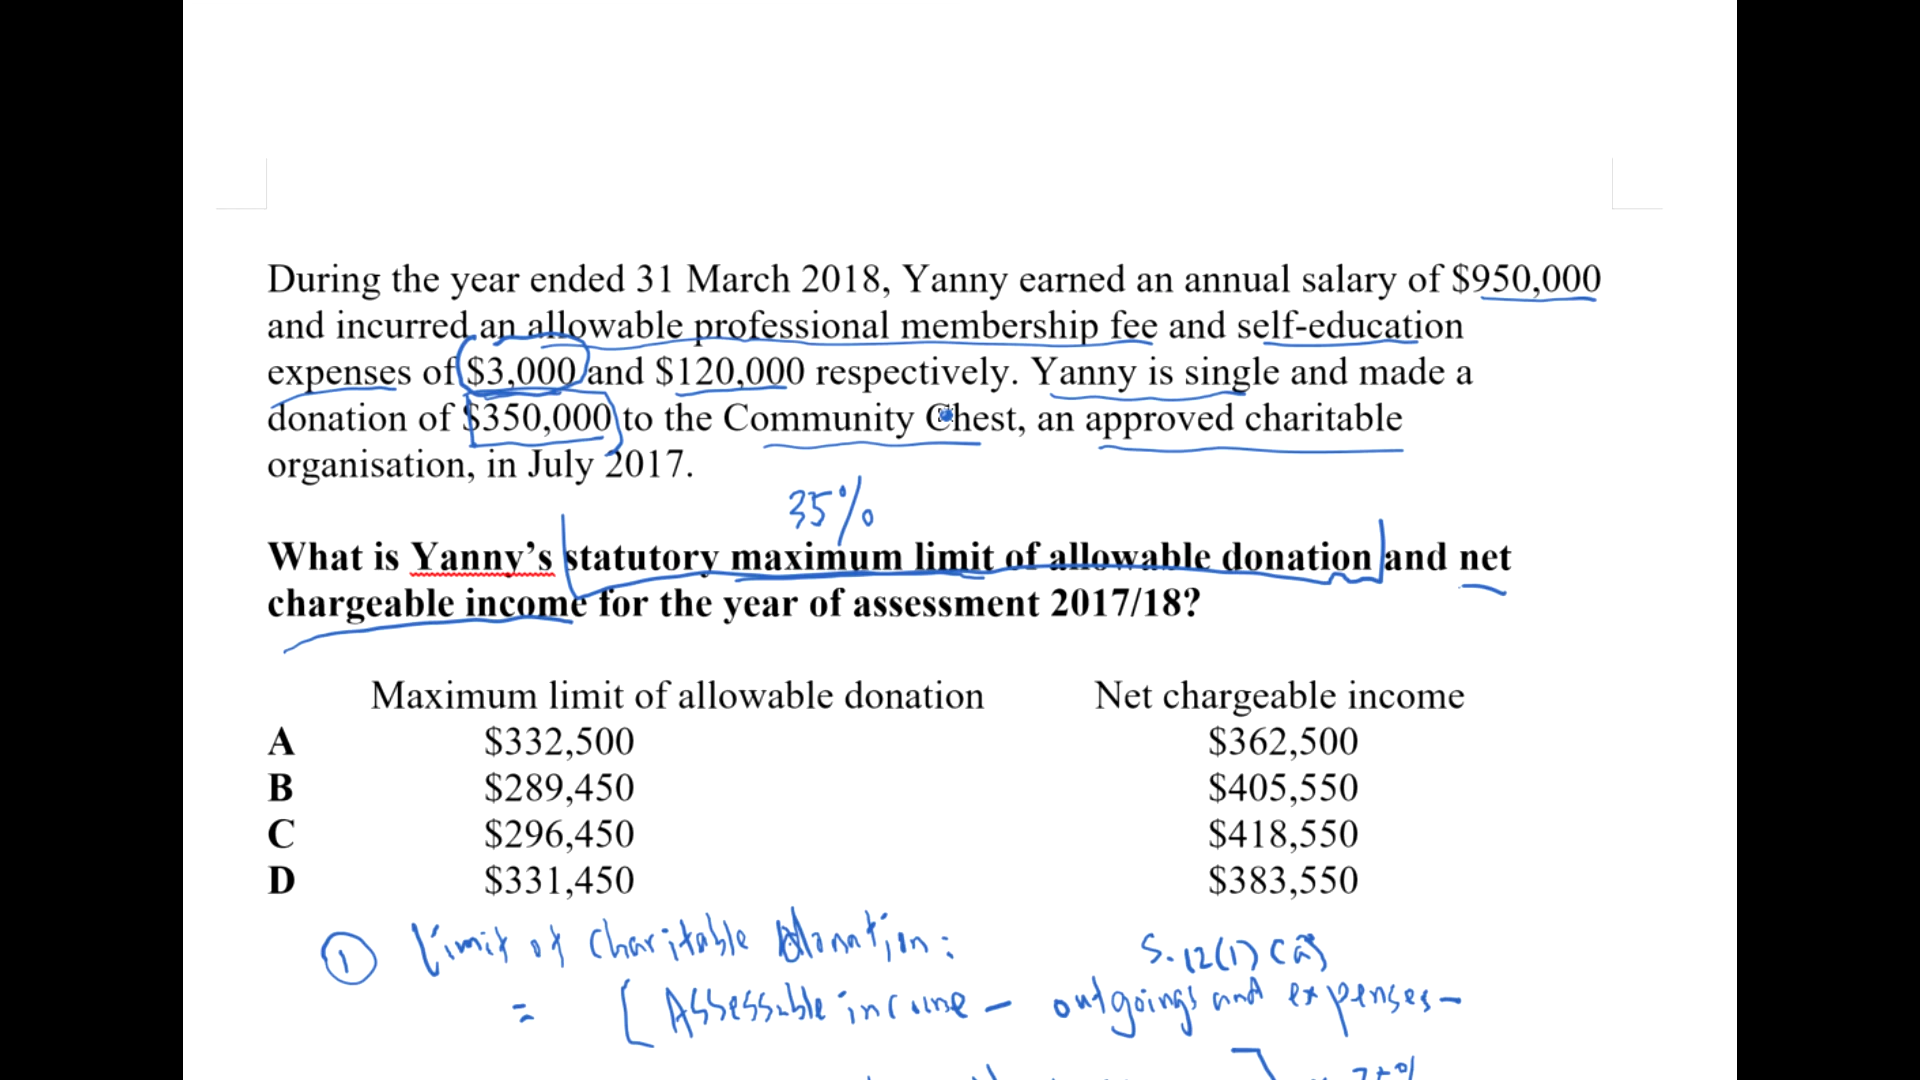 During the year ended 31 March 2018, Yanny earned an annual salary of $950,000
and incurred an allowable professional membership fee and self-education
expenses of $3,000 and $120,000 respectively. Yanny is single and made a
donation of $350,000 to the Community Chest, an approved charitable
organisation, in July 2017.
35%
What is Yanny's statutory maximum limit of allowable donation and net
chargeable income for the year of assessment 2017/18?
Maximum limit of allowable donation Net chargeable income
A $332,500 $362,500
B $289,450 $405,550
C $296,450 $418,550
D $331,450 $383,550
① Limit of charitable donation: S.12(1)(a)
= [Assessable income - outgoings and expenses -